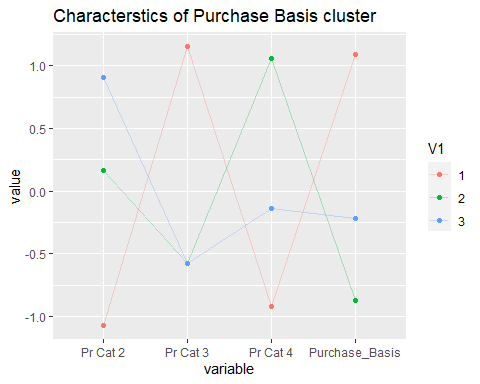 Characterstics of Purchase Basis cluster
value
1.0
0.5
0.0
-0.5
-1.0
Pr Cat 2 Pr Cat 3 Pr Cat 4 Purchase_Basis
variable
V1
1
2
3